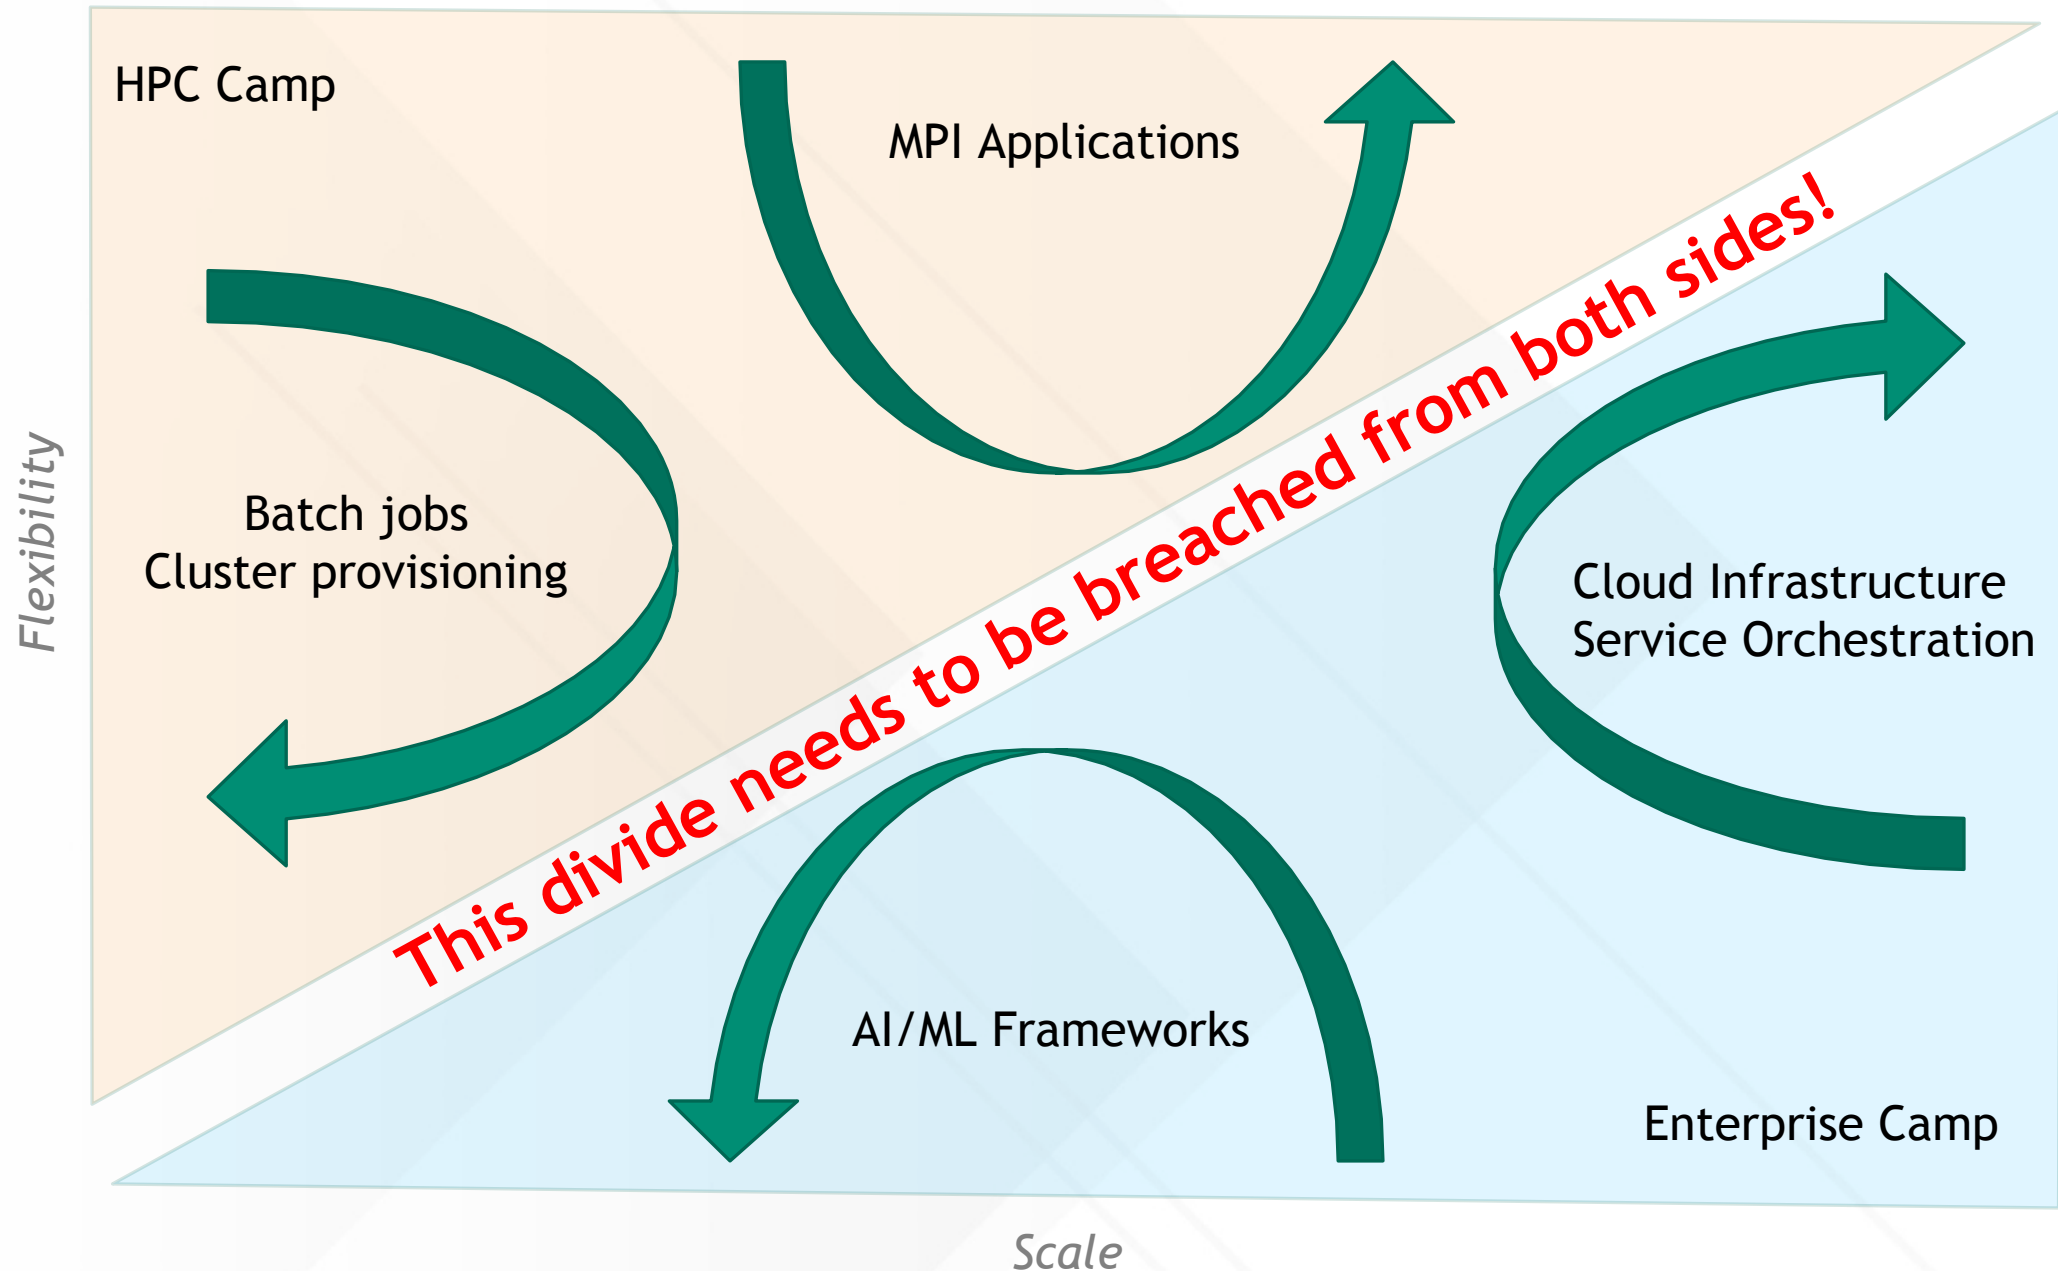 HPC Camp
MPI Applications
Batch jobs
Cluster provisioning
Flexibility
This divide needs to be breached from both sides!
Cloud Infrastructure
Service Orchestration
AI/ML Frameworks
Enterprise Camp
Scale